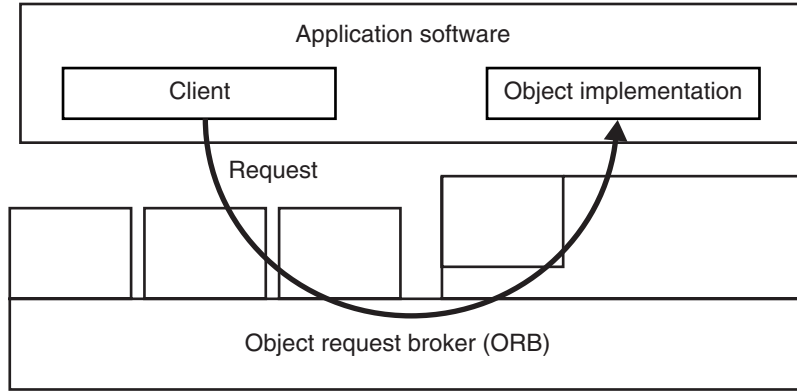 Application software
Client
Object implementation
Request
Object request broker (ORB)